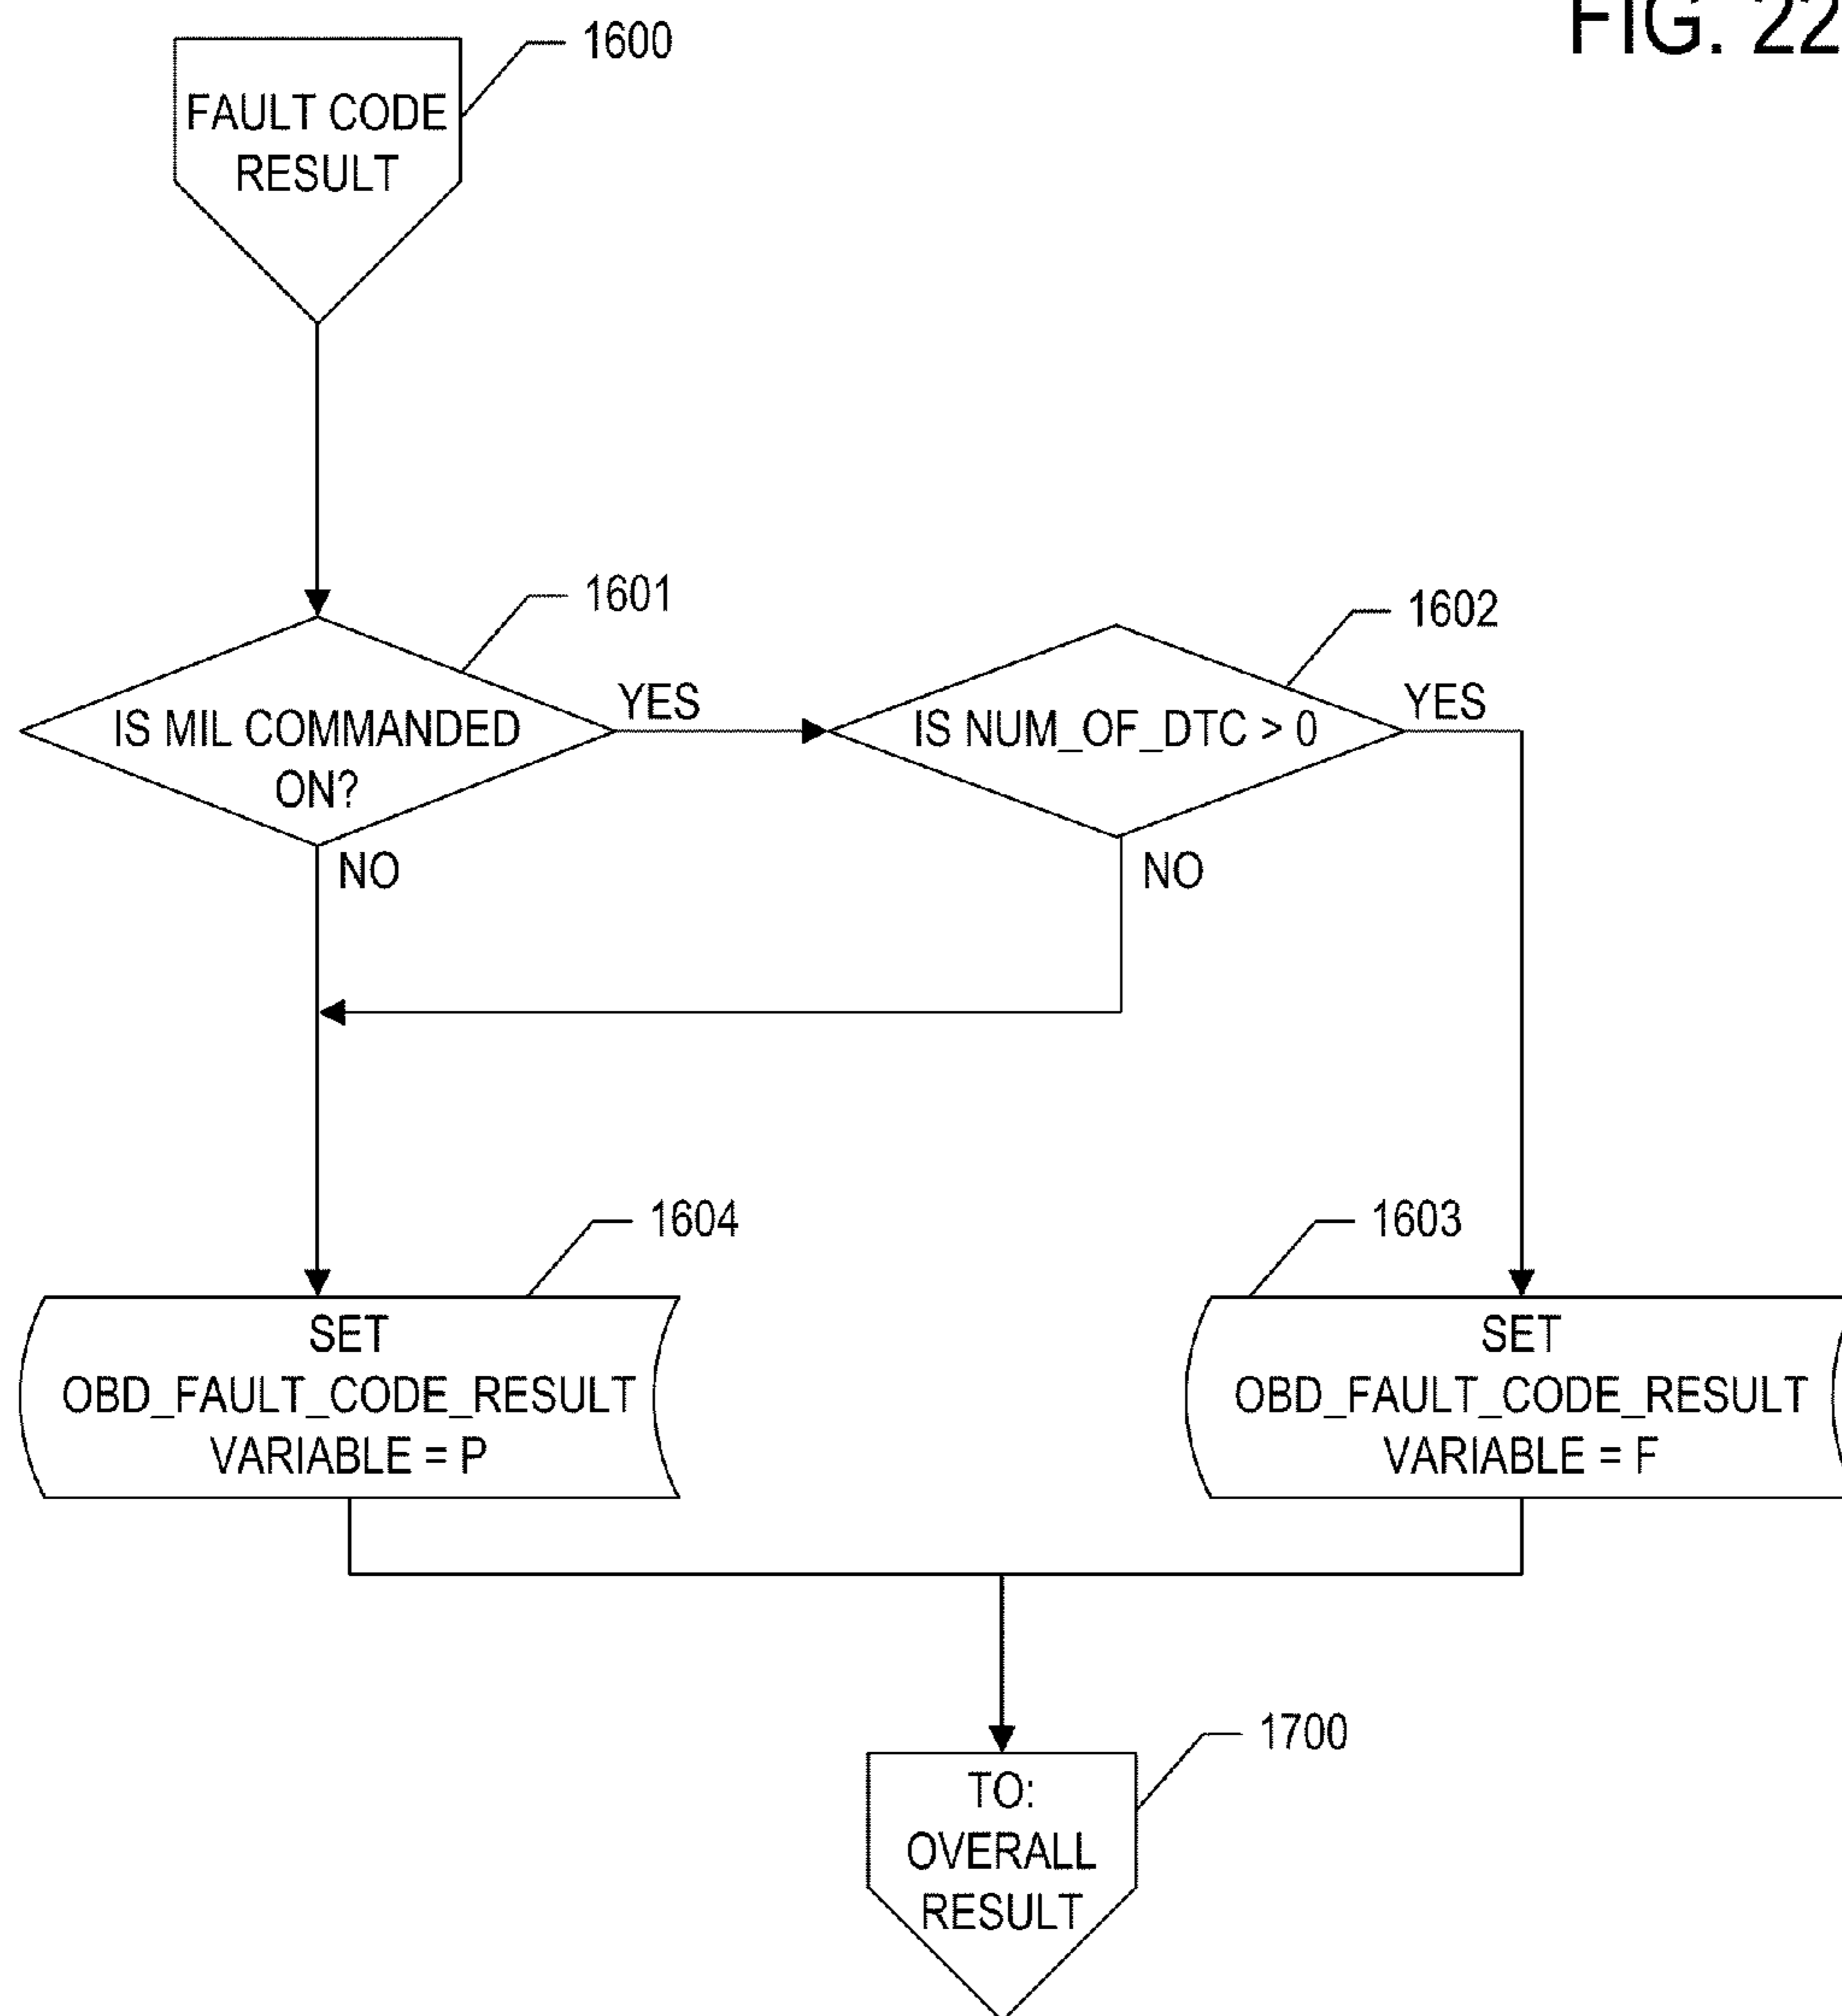 FIG. 22
1600
FAULT CODE
RESULT
1601
1602
IS MIL COMMANDED
ON?
YES
IS NUM_OF_DTC > 0
YES
NO
NO
1604
1603
SET
OBD_FAULT_CODE_RESULT
VARIABLE = P
SET
OBD_FAULT_CODE_RESULT
VARIABLE = F
1700
TO:
OVERALL
RESULT